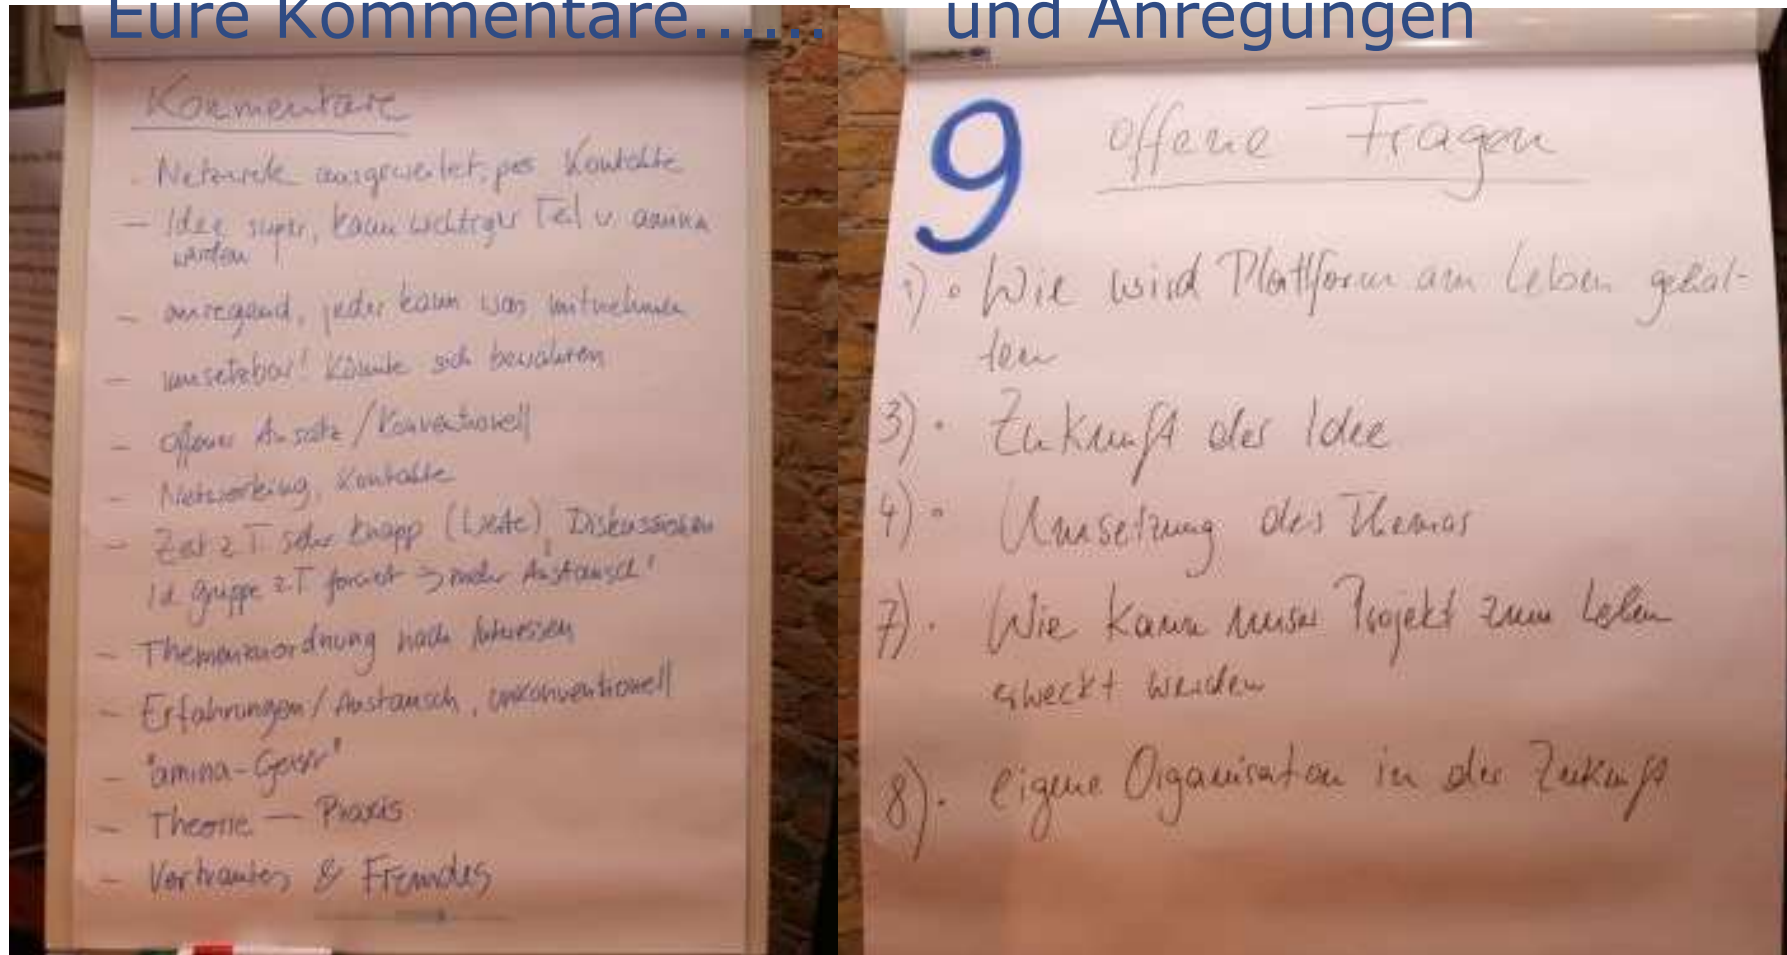 Eure Kommentare...... und Anregungen
Kommentare
- Netzwerke ausgeweitet, pos Kontakte
- Idee super, kann wichtiger Teil v. amina
werden
- anregend, jeder kann was mitnehmen
- umsetzbar! Könnte sich bewähren
- offener Ansatz / Konventionell
- Networking, Kontakte
- Zeit z T. sehr knapp (Leute), Diskussionen
Id Gruppe z T => mehr Austausch!
- Themenzuordnung nach Interessen
- Erfahrungen / Austausch, unkonventionell
- "amina-Geist"
- Theorie — Praxis
- Vertrautes & Fremdes
9 offene Fragen
1) • Wie wird Plattform am Leben gehal-
ten
3) • Zukunft der Idee
4) • Umsetzung des Themas
7) • Wie kann unser Projekt zum Leben
erweckt werden
8) • eigene Organisation in der Zukunft